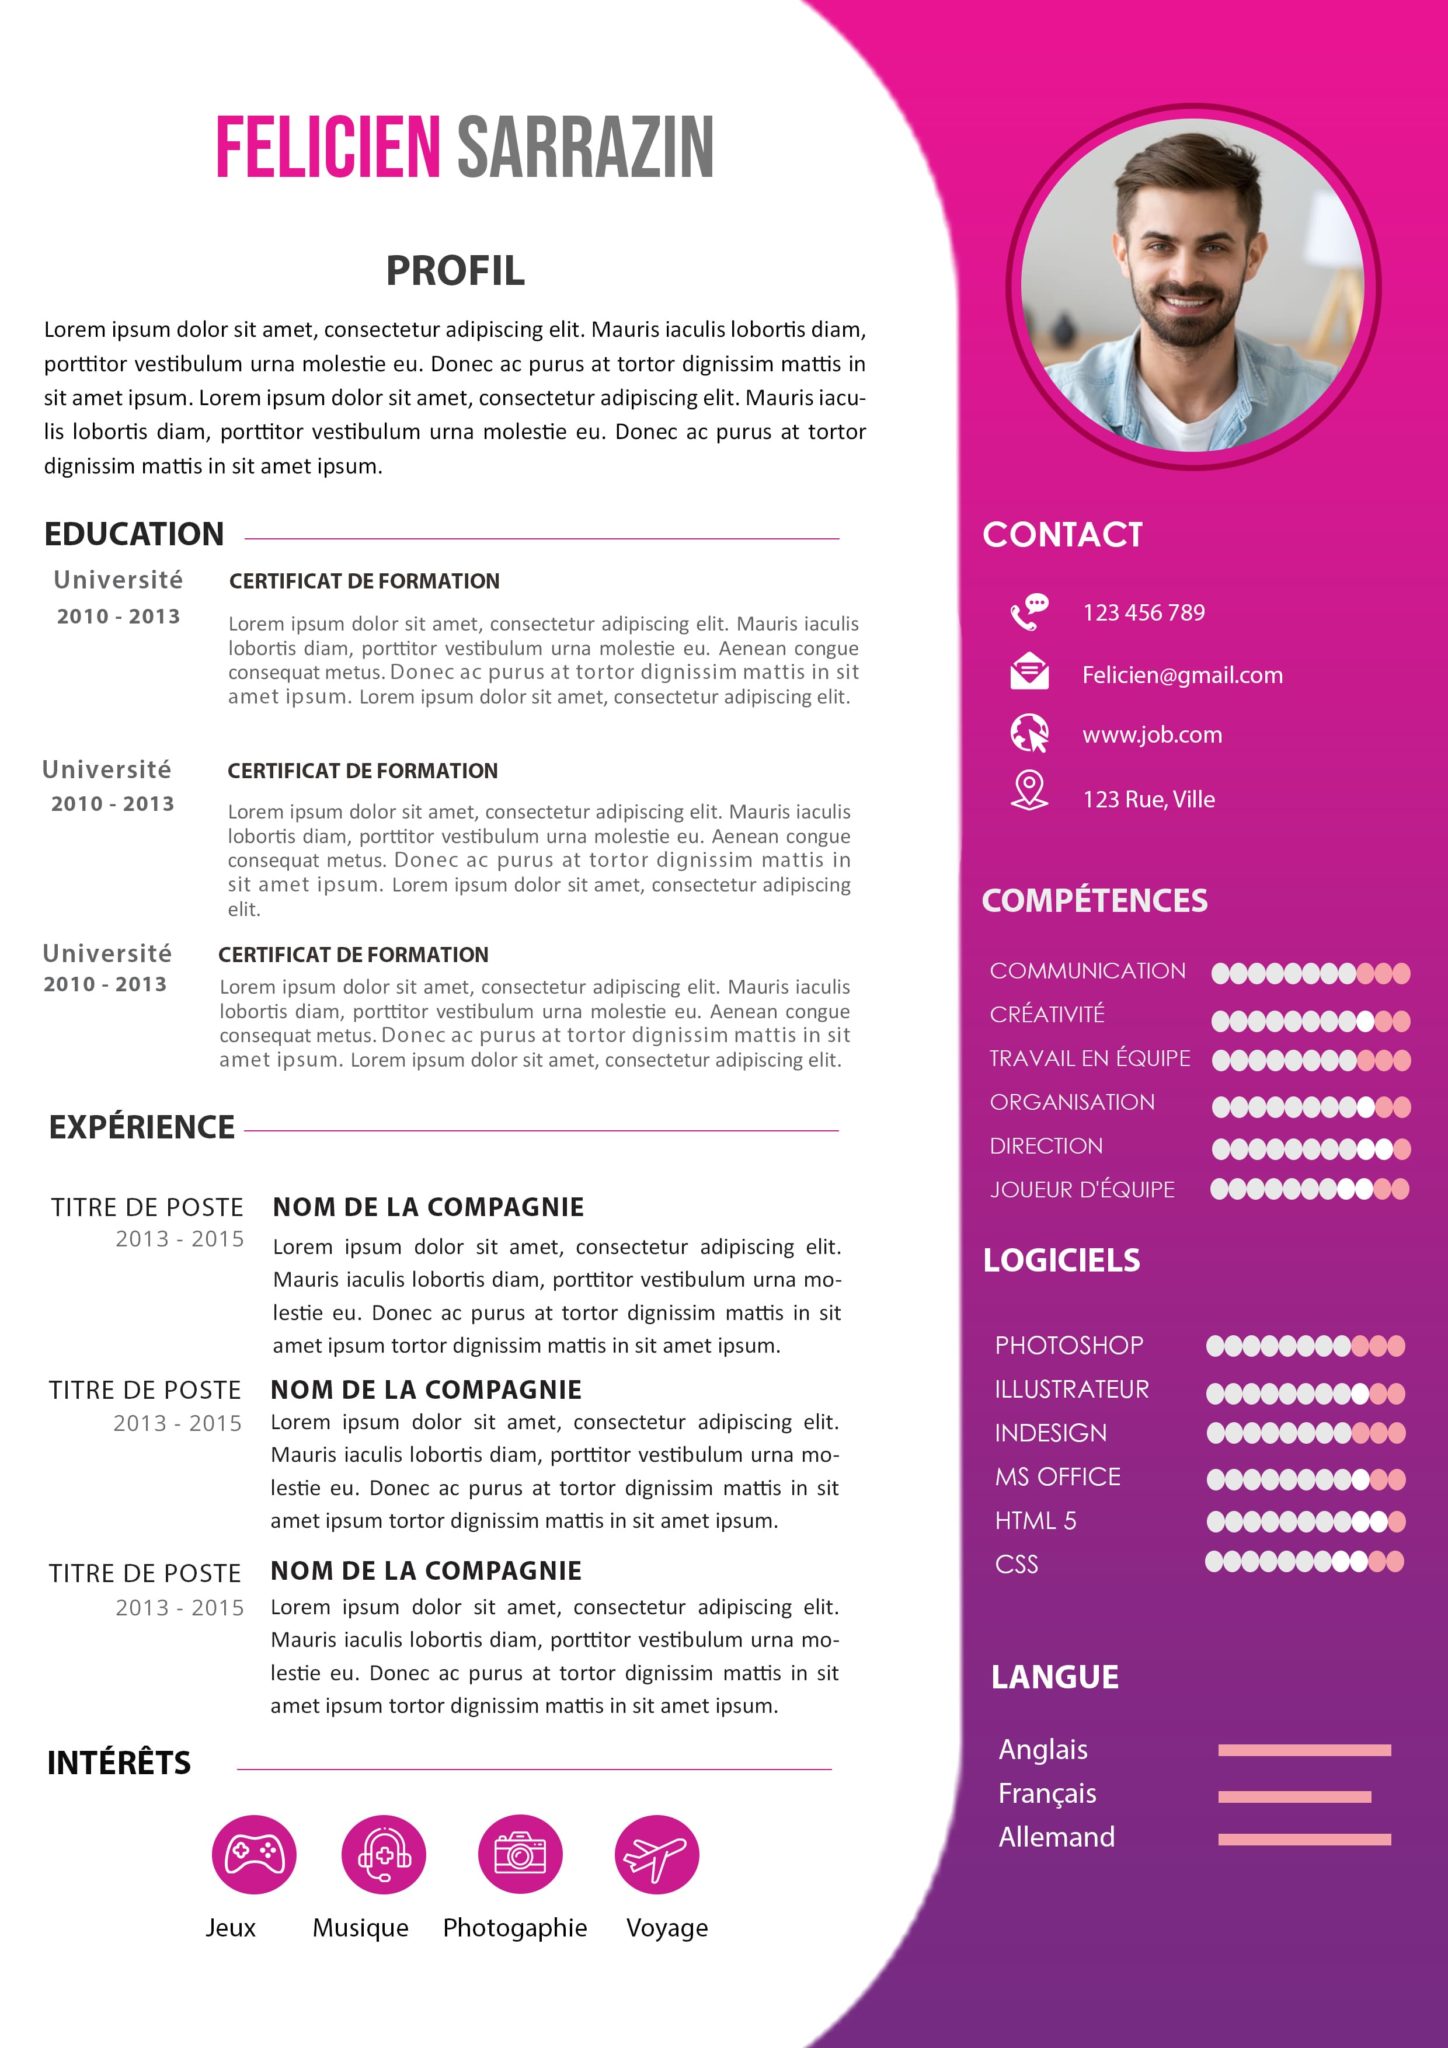 FELICIEN SARRAZIN
PROFIL
Lorem ipsum dolor sit amet, consectetur adipiscing elit. Mauris iaculis lobortis diam,
porttitor vestibulum urna molestie eu. Donec ac purus at tortor dignissim mattis in
sit amet ipsum. Lorem ipsum dolor sit amet, consectetur adipiscing elit. Mauris iacu-
lis lobortis diam, porttitor vestibulum urna molestie eu. Donec ac purus at tortor
dignissim mattis in sit amet ipsum.
EDUCATION
Université
2010 - 2013
CERTIFICAT DE FORMATION
Lorem ipsum dolor sit amet, consectetur adipiscing elit. Mauris iaculis
lobortis diam, porttitor vestibulum urna molestie eu. Aenean congue
consequat metus. Donec ac purus at tortor dignissim mattis in sit
amet ipsum. Lorem ipsum dolor sit amet, consectetur adipiscing elit.
Université
2010 - 2013
CERTIFICAT DE FORMATION
Lorem ipsum dolor sit amet, consectetur adipiscing elit. Mauris iaculis
lobortis diam, porttitor vestibulum urna molestie eu. Aenean congue
consequat metus. Donec ac purus at tortor dignissim mattis in
sit amet ipsum. Lorem ipsum dolor sit amet, consectetur adipiscing
elit.
Université
2010 - 2013
CERTIFICAT DE FORMATION
Lorem ipsum dolor sit amet, consectetur adipiscing elit. Mauris iaculis
lobortis diam, porttitor vestibulum urna molestie eu. Aenean congue
consequat metus. Donec ac purus at tortor dignissim mattis in sit
amet ipsum. Lorem ipsum dolor sit amet, consectetur adipiscing elit.
EXPÉRIENCE
TITRE DE POSTE
2013 - 2015
NOM DE LA COMPAGNIE
Lorem ipsum dolor sit amet, consectetur adipiscing elit.
Mauris iaculis lobortis diam, porttitor vestibulum urna mo-
lestie eu. Donec ac purus at tortor dignissim mattis in sit
amet ipsum tortor dignissim mattis in sit amet ipsum.
TITRE DE POSTE
2013 - 2015
NOM DE LA COMPAGNIE
Lorem ipsum dolor sit amet, consectetur adipiscing elit.
Mauris iaculis lobortis diam, porttitor vestibulum urna mo-
lestie eu. Donec ac purus at tortor dignissim mattis in sit
amet ipsum tortor dignissim mattis in sit amet ipsum.
TITRE DE POSTE
2013 - 2015
NOM DE LA COMPAGNIE
Lorem ipsum dolor sit amet, consectetur adipiscing elit.
Mauris iaculis lobortis diam, porttitor vestibulum urna mo-
lestie eu. Donec ac purus at tortor dignissim mattis in sit
amet ipsum tortor dignissim mattis in sit amet ipsum.
INTÉRÊTS
Jeux Musique Photogaphie Voyage
CONTACT
123 456 789
Felicien@gmail.com
www.job.com
123 Rue, Ville
COMPÉTENCES
COMMUNICATION
CRÉATIVITÉ
TRAVAIL EN ÉQUIPE
ORGANISATION
DIRECTION
JOUEUR D'ÉQUIPE
LOGICIELS
PHOTOSHOP
ILLUSTRATEUR
INDESIGN
MS OFFICE
HTML 5
CSS
LANGUE
Anglais
Français
Allemand